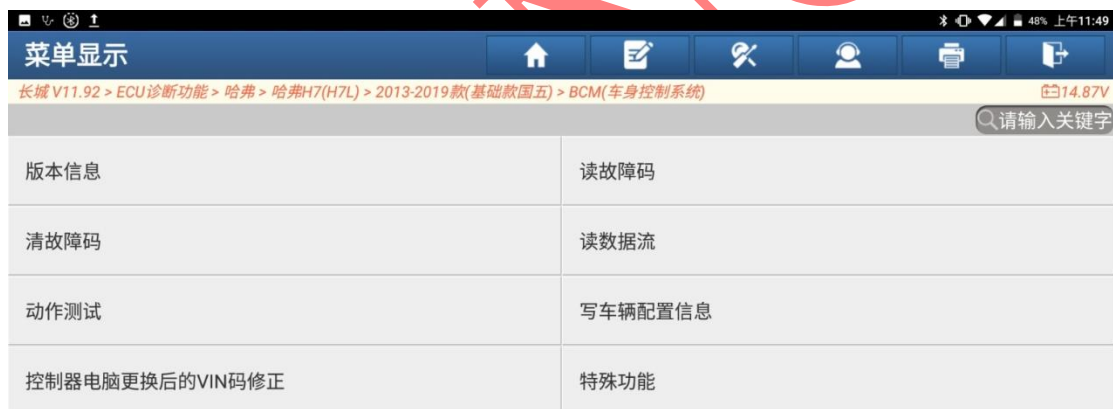 48% 上午11:49
菜单显示
长城 V11.92 > ECU诊断功能 > 哈弗 > 哈弗H7(H7L) > 2013-2019款(基础款国五) > BCM(车身控制系统) 14.87V
请输入关键字
版本信息 读故障码
清故障码 读数据流
动作测试 写车辆配置信息
控制器电脑更换后的VIN码修正 特殊功能